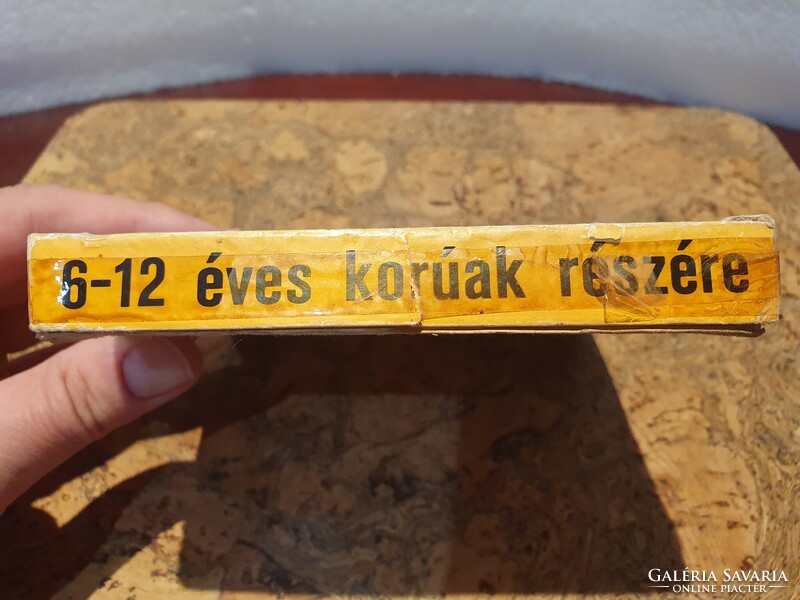 6-12 éves korúak részére
GALÉRIA SAVARIA
ONLINE PIACTÉR